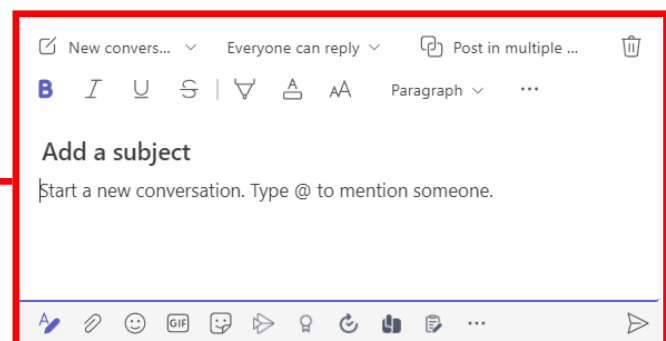 New convers... Everyone can reply Post in multiple ...
B I U S A AA Paragraph ...
Add a subject
Start a new conversation. Type @ to mention someone.
A GIF ...